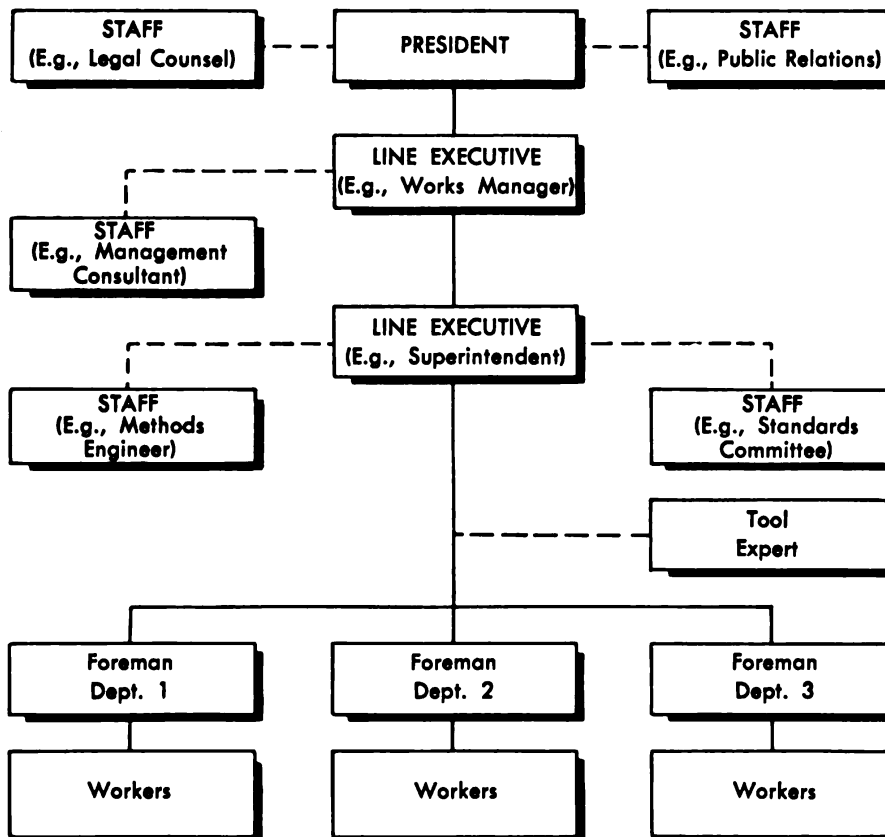 STAFF
(E.g., Legal Counsel)
PRESIDENT
STAFF
(E.g., Public Relations)
LINE EXECUTIVE
(E.g., Works Manager)
STAFF
(E.g., Management
Consultant)
LINE EXECUTIVE
(E.g., Superintendent)
STAFF
(E.g., Methods
Engineer)
STAFF
(E.g., Standards
Committee)
Tool
Expert
Foreman
Dept. 1
Foreman
Dept. 2
Foreman
Dept. 3
Workers
Workers
Workers